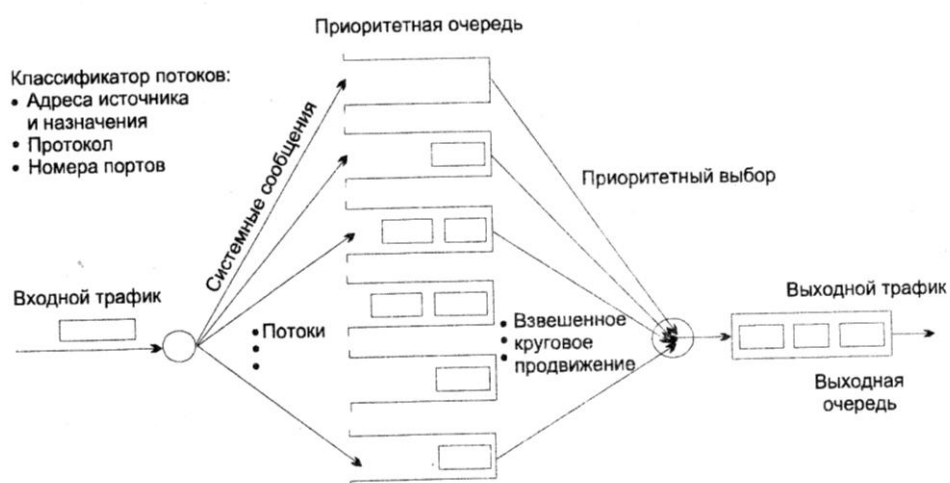 Приоритетная очередь
Классификатор потоков:
• Адреса источника
и назначения
• Протокол
• Номера портов
Системные сообщения
Приоритетный выбор
Входной трафик
• Потоки
•
•
• Взвешенное
• круговое
• продвижение
Выходной трафик
Выходная
очередь